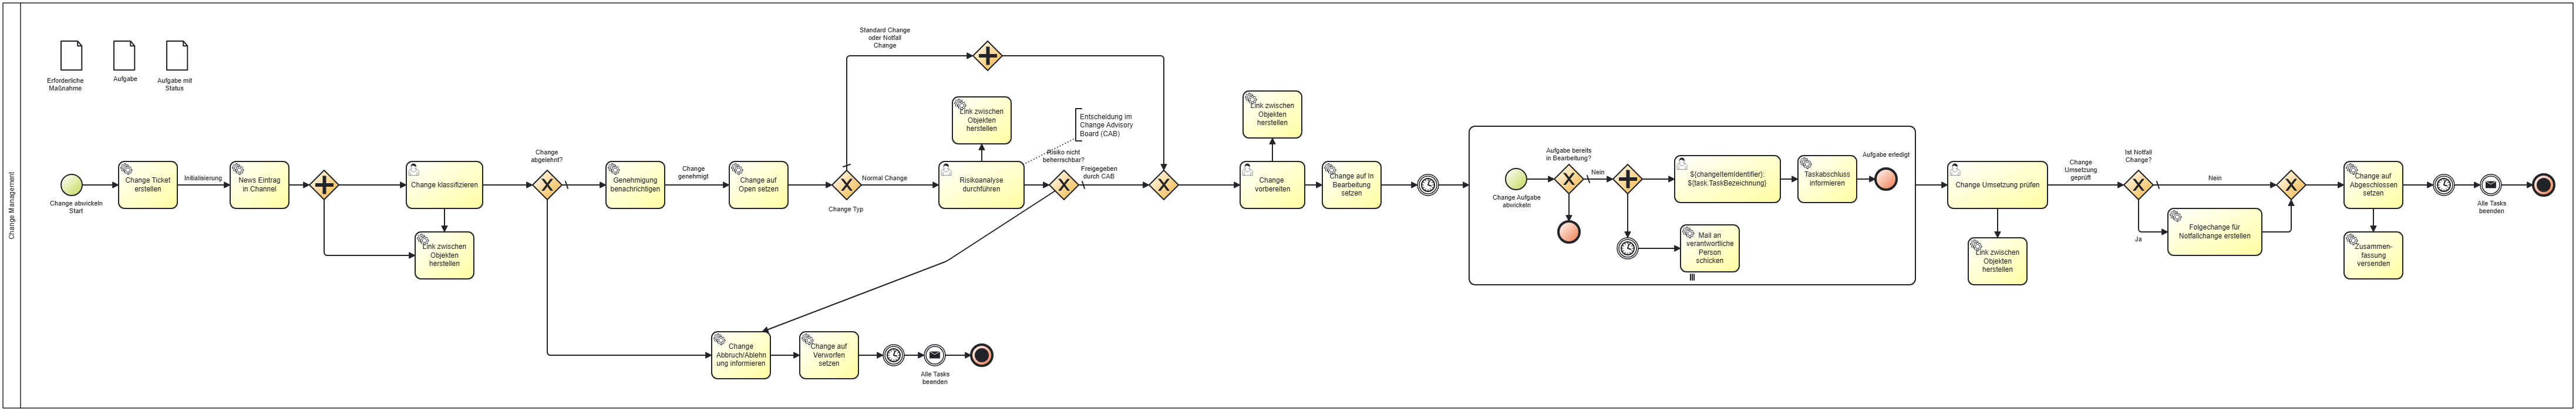 Change Management
Erforderliche
Maßnahme
Aufgabe
Aufgabe mit
Status
Change abwickeln
Start
Change Ticket
erstellen
Initialisierung
News Eintrag
in Channel
Change klassifizieren
Link zwischen
Objekten
herstellen
Change
abgelehnt?
Genehmigung
benachrichtigen
Change
genehmigt
Change auf
Open setzen
Standard Change
oder Notfall
Change
Change Typ
Normal Change
Link zwischen
Objekten
herstellen
Risikoanalyse
durchführen
Entscheidung im
Change Advisory
Board (CAB)
Risiko nicht
beherrschbar?
Freigegeben
durch CAB
Change
Abbruch/Ablehn
ung informieren
Change auf
Verworfen
setzen
Alle Tasks
beenden
Link zwischen
Objekten
herstellen
Change
vorbereiten
Change auf In
Bearbeitung
setzen
Change Aufgabe
abwickeln
Aufgabe bereits
in Bearbeitung?
Nein
${changeItemIdentifier}:
${task.TaskBezeichnung}
Taskabschluss
informieren
Aufgabe erledigt
Mail an
verantwortliche
Person
schicken
Change Umsetzung prüfen
Link zwischen
Objekten
herstellen
Change
Umsetzung
geprüft
Ist Notfall
Change?
Nein
Ja
Folgechange für
Notfallchange erstellen
Change auf
Abgeschlossen
setzen
Zusammen-
fassung
versenden
Alle Tasks
beenden